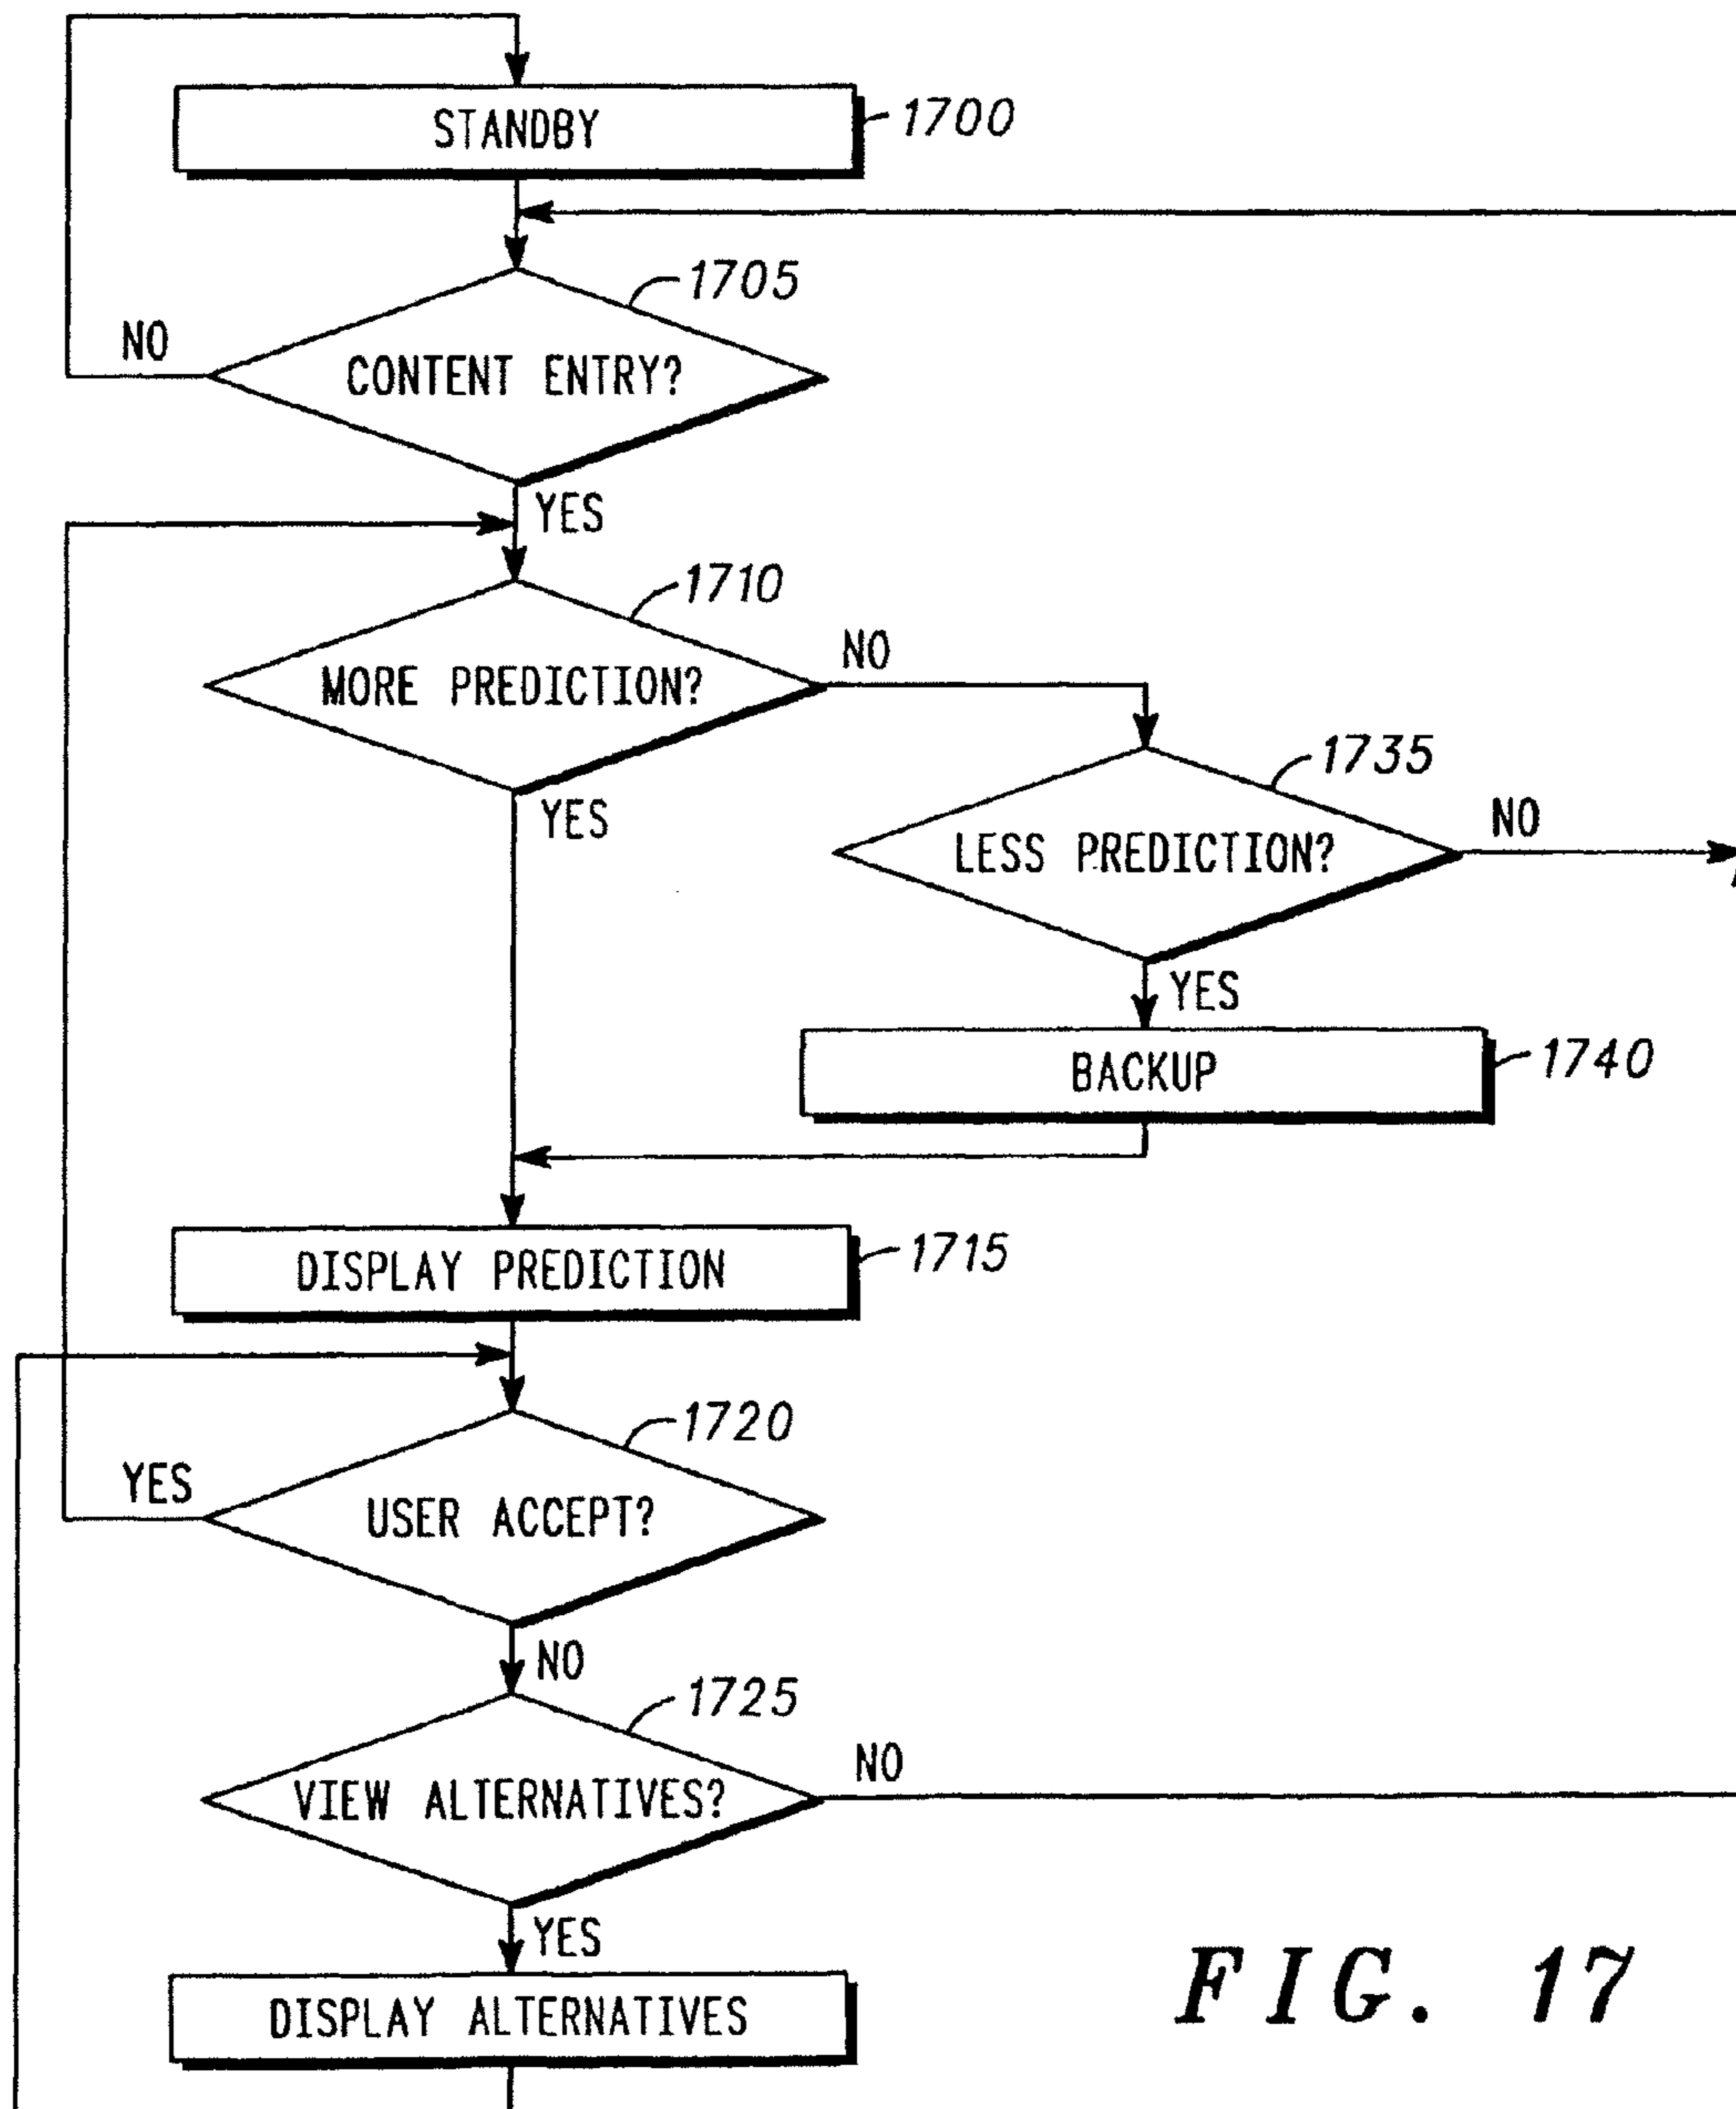 STANDBY
1700
1705
NO
CONTENT ENTRY?
YES
1710
NO
MORE PREDICTION?
1735
YES
NO
LESS PREDICTION?
YES
BACKUP
1740
DISPLAY PREDICTION
1715
1720
YES
USER ACCEPT?
NO
1725
NO
VIEW ALTERNATIVES?
YES
DISPLAY ALTERNATIVES
FIG. 17